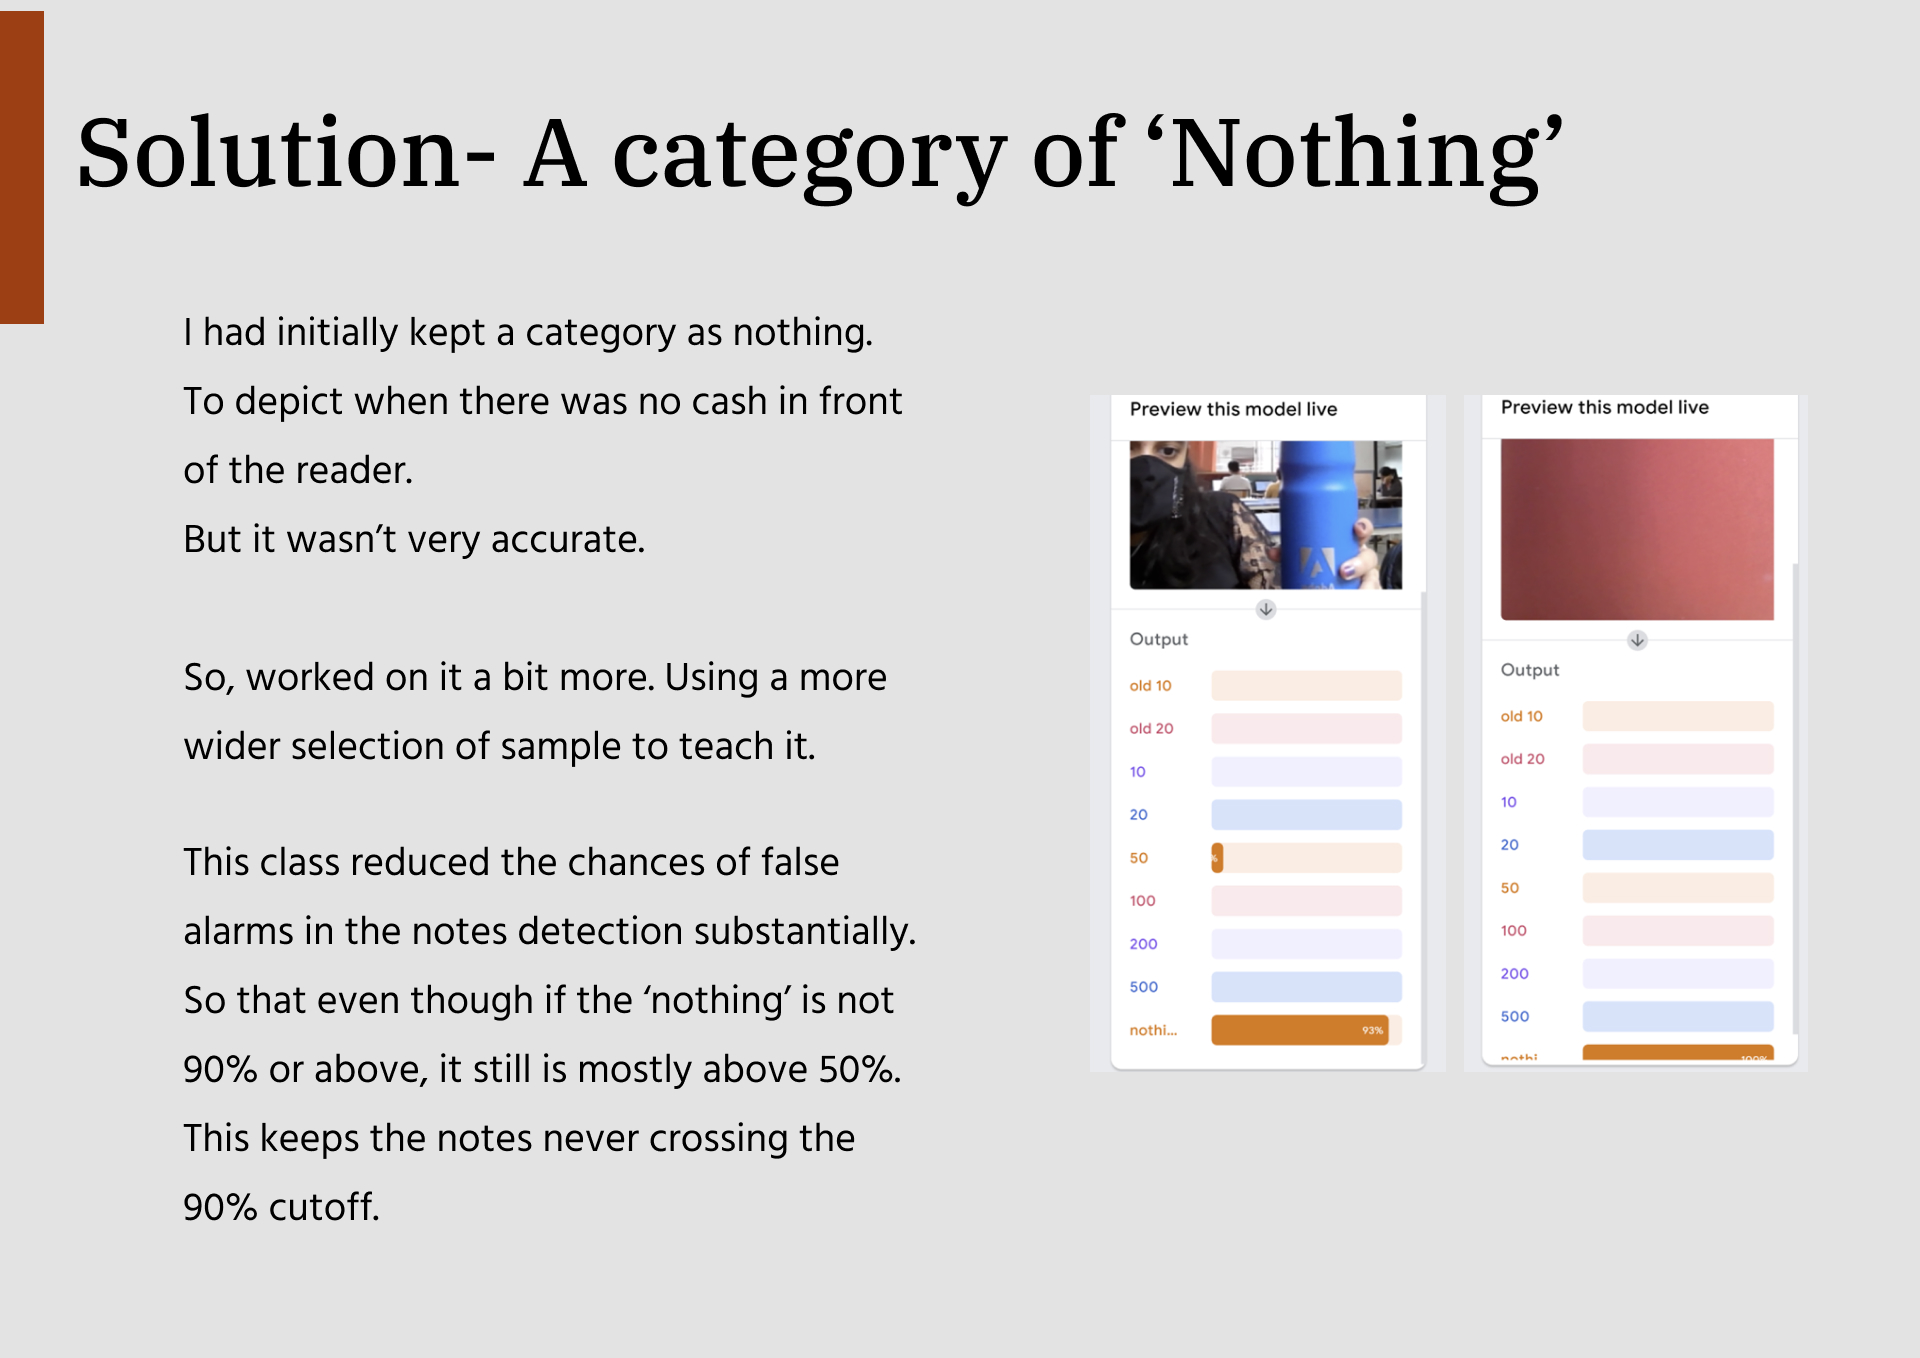 Solution- A category of ‘Nothing’
I had initially kept a category as nothing.
To depict when there was no cash in front
of the reader.
But it wasn’t very accurate.
So, worked on it a bit more. Using a more
wider selection of sample to teach it.
This class reduced the chances of false
alarms in the notes detection substantially.
So that even though if the ‘nothing’ is not
90% or above, it still is mostly above 50%.
This keeps the notes never crossing the
90% cutoff.
Preview this model live
Output
old 10
old 20
10
20
50 %
100
200
500
nothi... 93%
Preview this model live
Output
old 10
old 20
10
20
50
100
200
500
nothi 100%